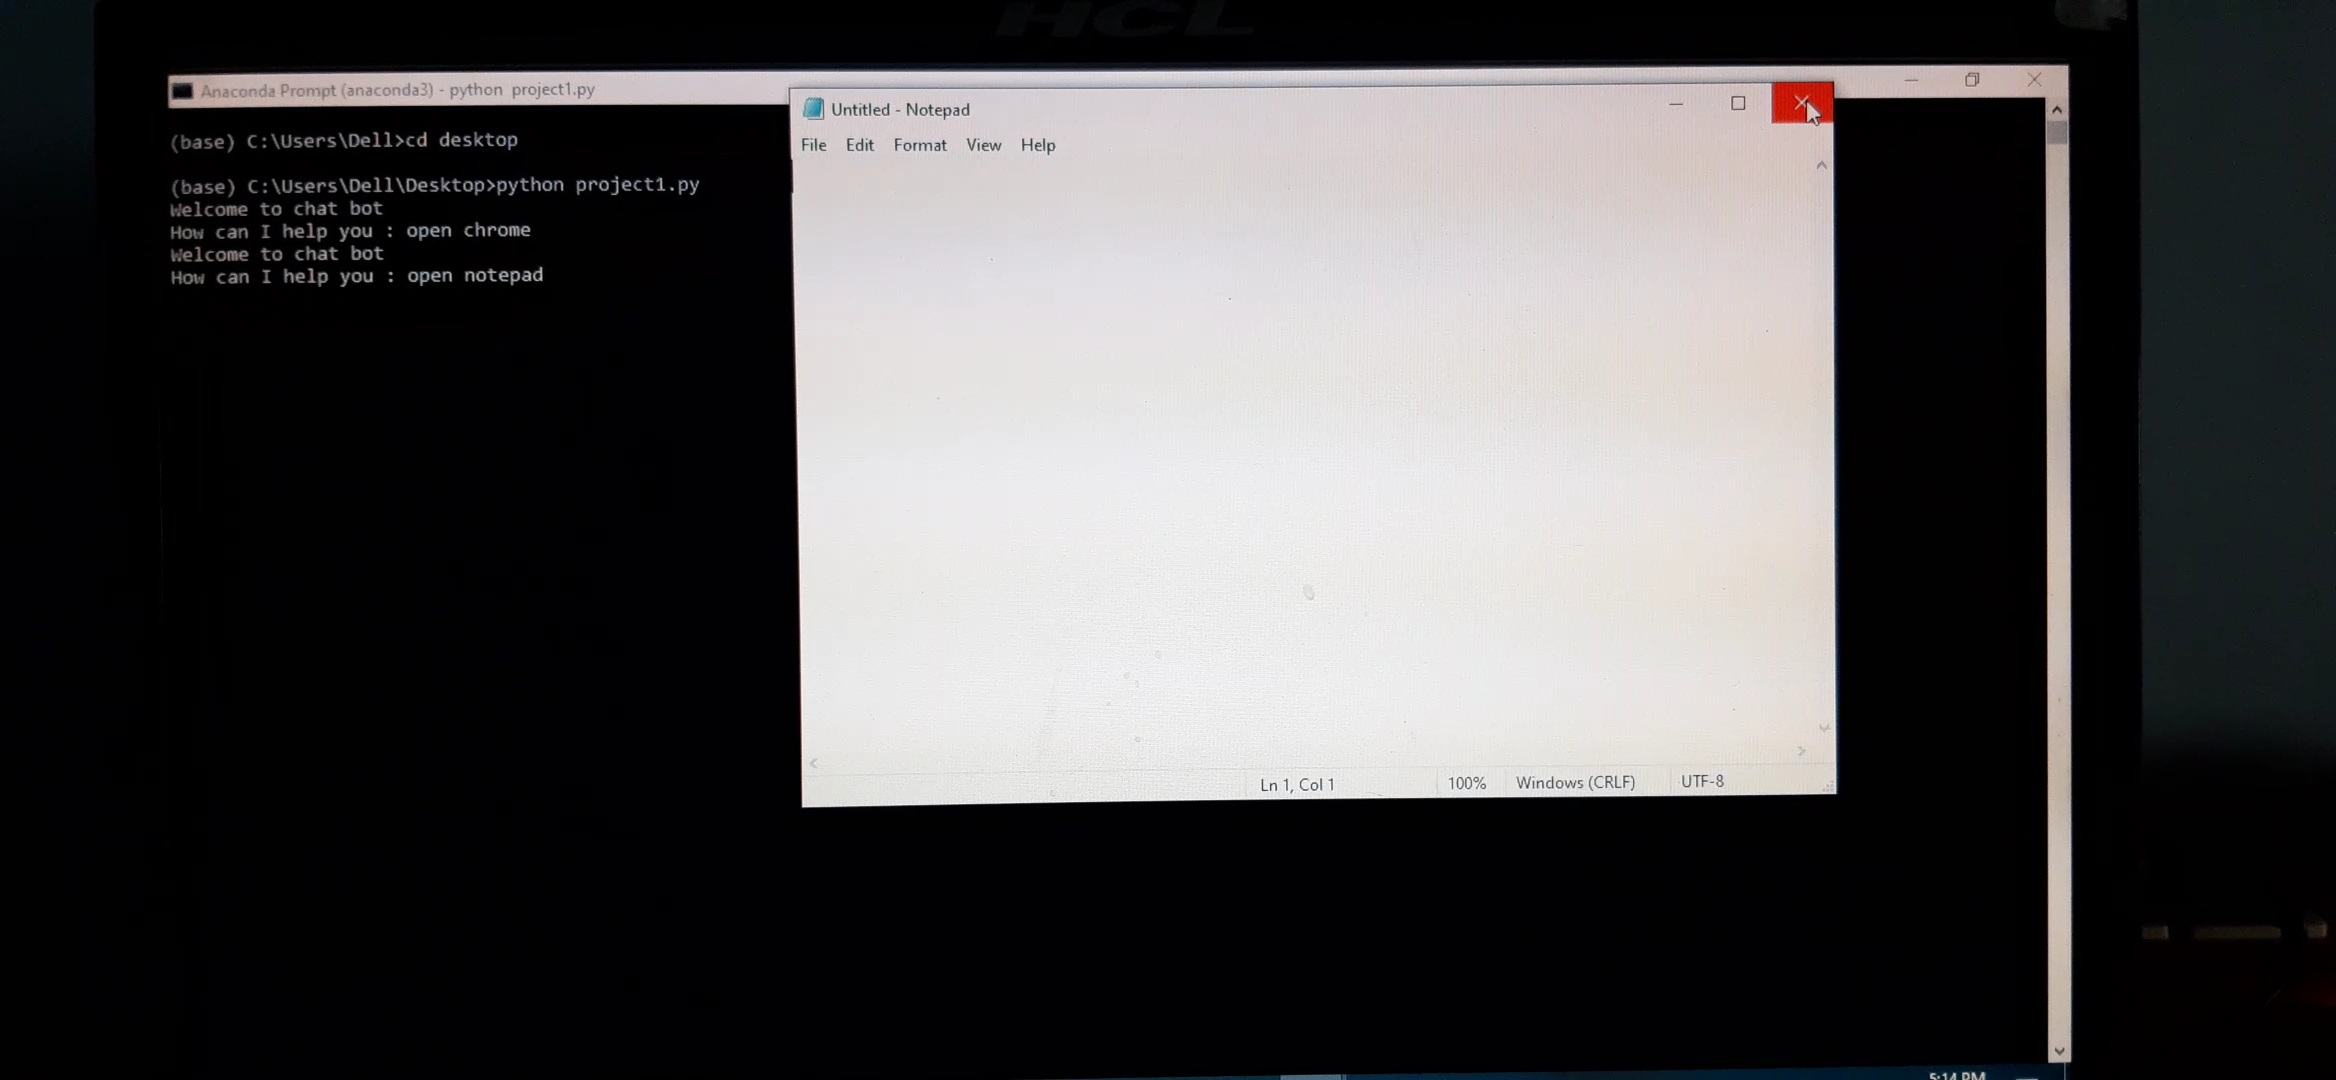 HCL
Anaconda Prompt (anaconda3) - python project1.py
(base) C:\Users\Dell>cd desktop
(base) C:\Users\Dell\Desktop>python project1.py
Welcome to chat bot
How can I help you : open chrome
Welcome to chat bot
How can I help you : open notepad
Untitled - Notepad
File Edit Format View Help
Ln 1, Col 1 100% Windows (CRLF) UTF-8
5:14 PM